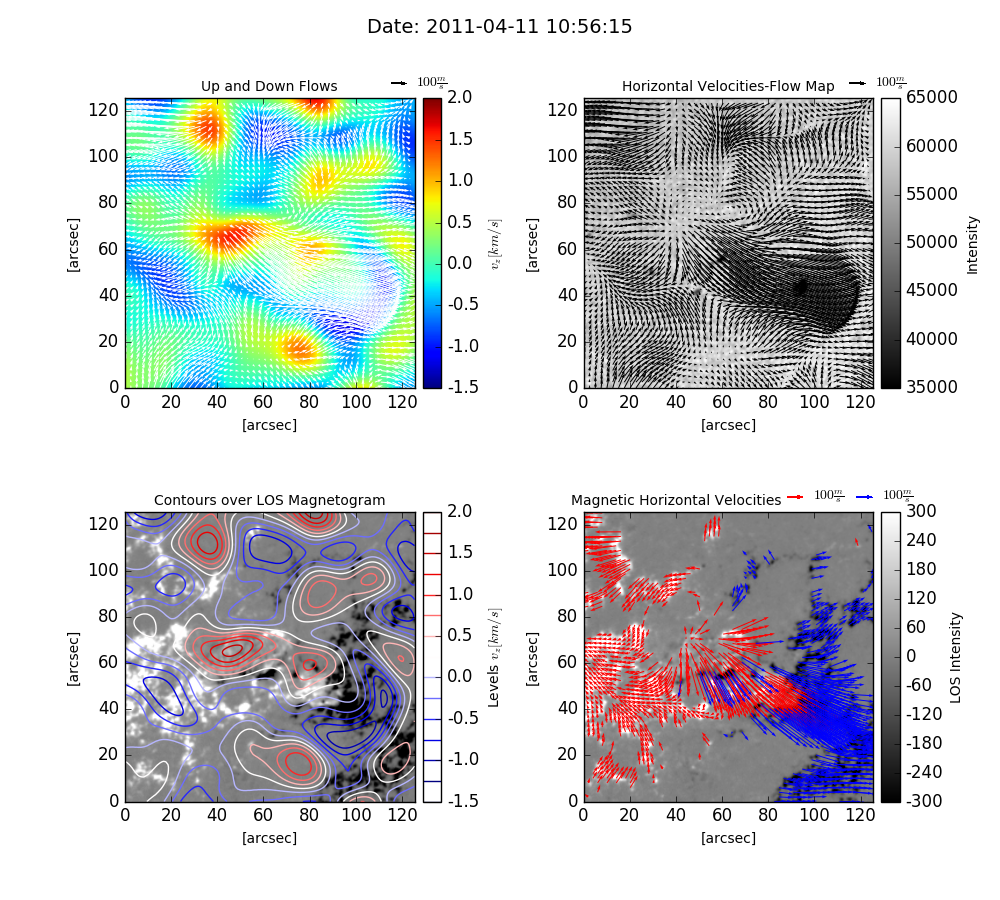 Date: 2011-04-11 10:56:15
Up and Down Flows
100 m/s
120
100
80
60
40
20
0
0 20 40 60 80 100 120
[arcsec]
[arcsec]
2.0
1.5
1.0
0.5
0.0
-0.5
-1.0
-1.5
v_z[km/s]
Horizontal Velocities-Flow Map
100 m/s
120
100
80
60
40
20
0
0 20 40 60 80 100 120
[arcsec]
[arcsec]
65000
60000
55000
50000
45000
40000
35000
Intensity
Contours over LOS Magnetogram
120
100
80
60
40
20
0
0 20 40 60 80 100 120
[arcsec]
[arcsec]
2.0
1.5
1.0
0.5
0.0
-0.5
-1.0
-1.5
Levels v_z[km/s]
Magnetic Horizontal Velocities
100 m/s 100 m/s
120
100
80
60
40
20
0
0 20 40 60 80 100 120
[arcsec]
[arcsec]
300
240
180
120
60
0
-60
-120
-180
-240
-300
LOS Intensity